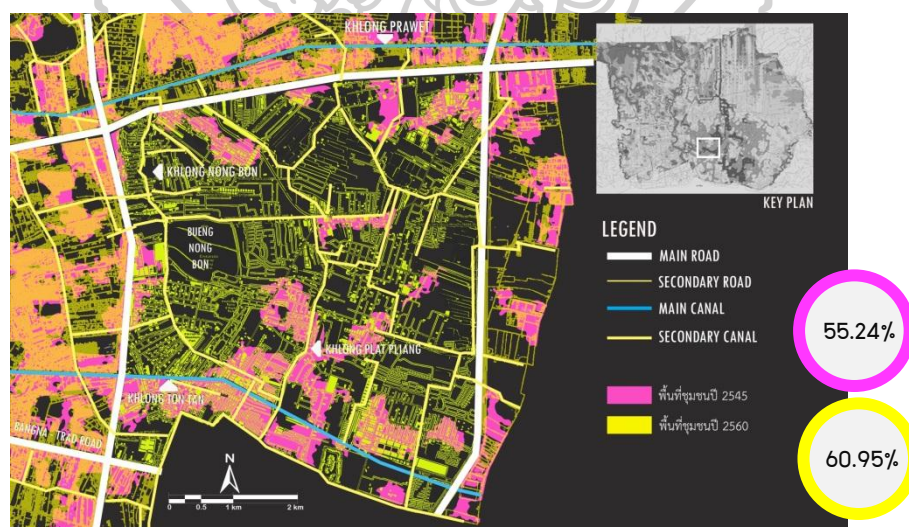 KHLONG PRAWET
KHLONG NONG BON
BUENG
NONG
BON
KHLONG PLAT PLIANG
KHLONG TON TAN
BANGNA - TRAD ROAD
N
0 0.5 1 km 2 km
KEY PLAN
LEGEND
MAIN ROAD
SECONDARY ROAD
MAIN CANAL
SECONDARY CANAL
พื้นที่ชุมชนปี 2545
พื้นที่ชุมชนปี 2560
55.24%
60.95%